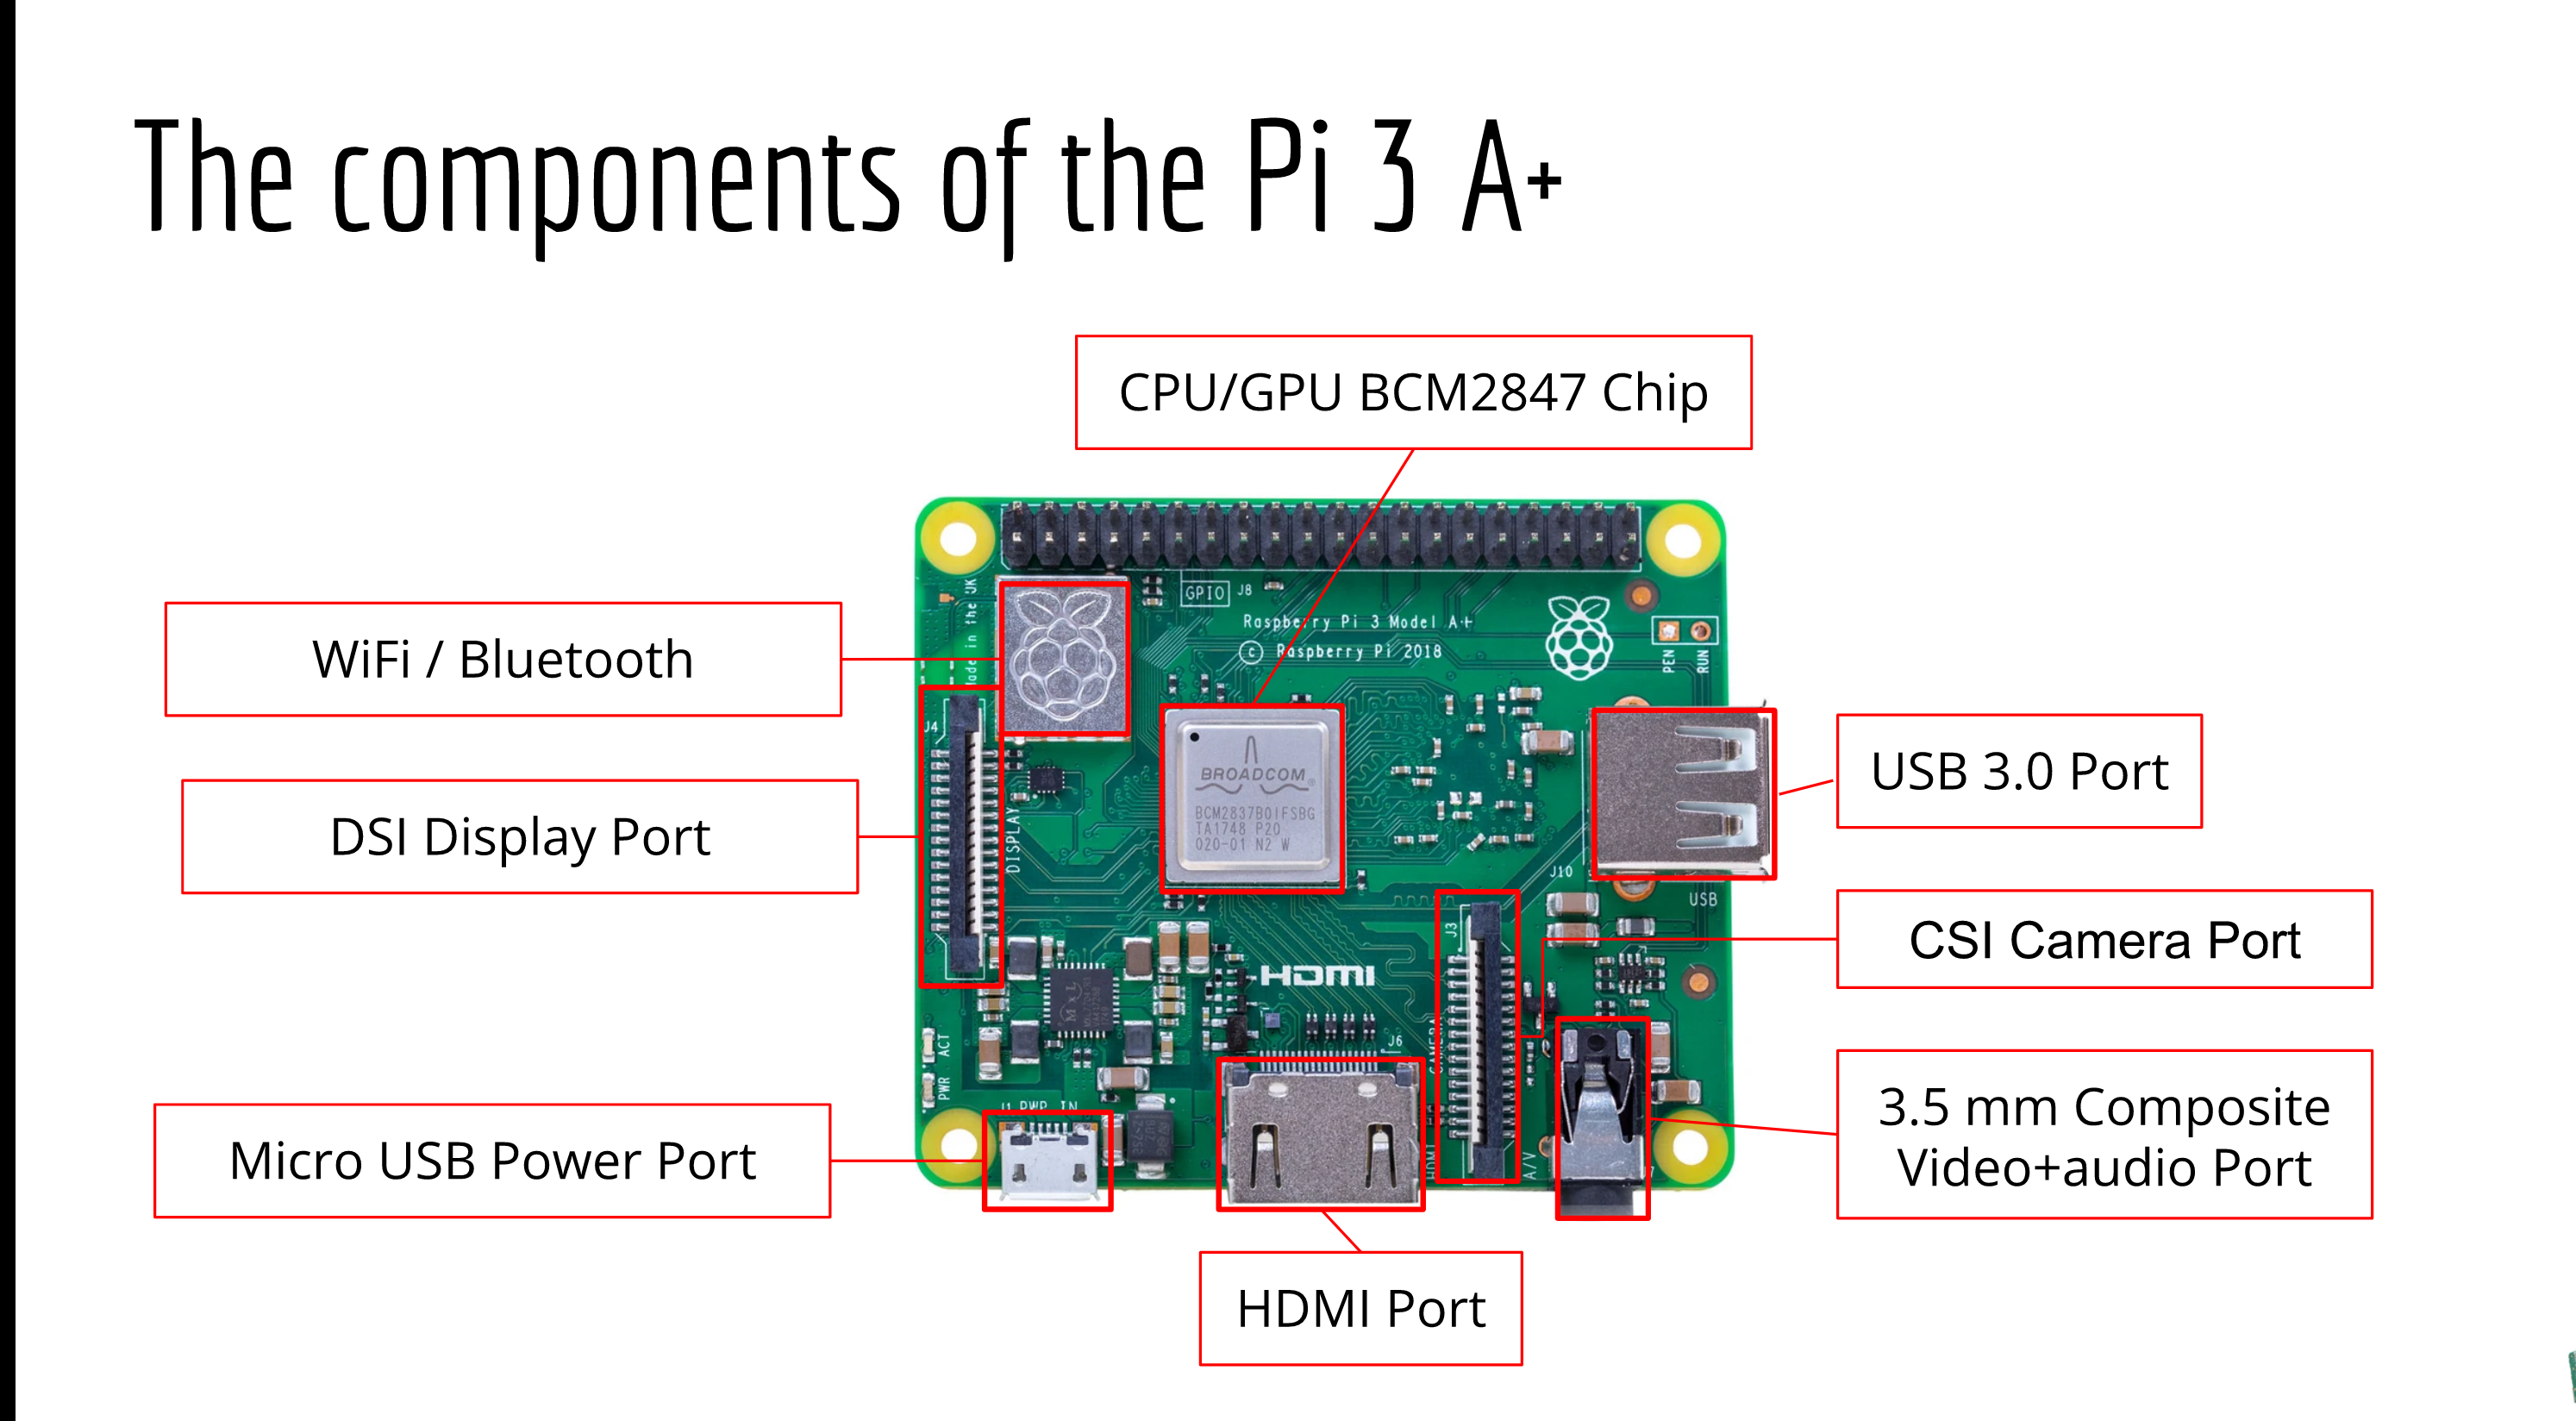 The components of the Pi 3 A+
CPU/GPU BCM2847 Chip
GPIO J8
Raspberry Pi 3 Model A+
© Raspberry Pi 2018
PEN
RUN
Made in the UK
WiFi / Bluetooth
J4
DISPLAY
DSI Display Port
BROADCOM
BCM2837B0IFSBG
TA1748 P20
020-01 N2 W
USB 3.0 Port
J10
USB
J3
CSI Camera Port
HDMI
CAMERA
J6
ACT
PWR
J1 PWR IN
Micro USB Power Port
HDMI
A/V
3.5 mm Composite
Video+audio Port
HDMI Port